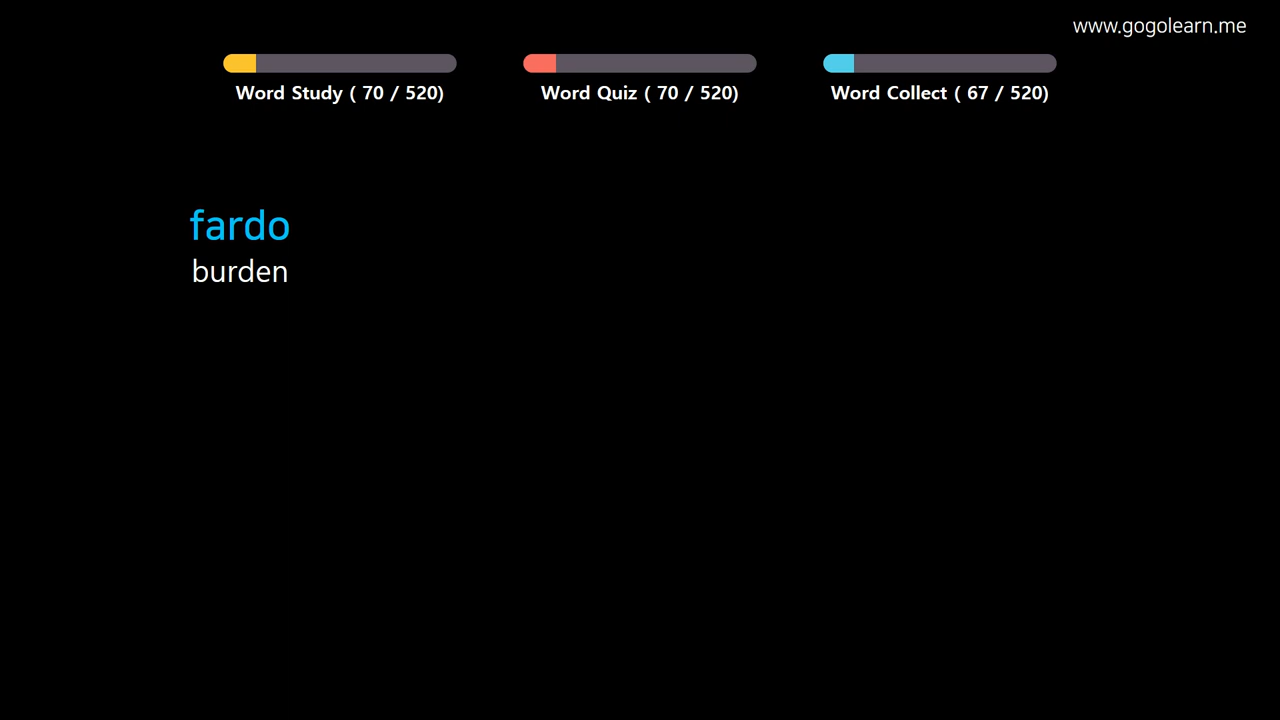 www.gogolearn.me
Word Study ( 70 / 520)
Word Quiz ( 70 / 520)
Word Collect ( 67 / 520)
fardo
burden